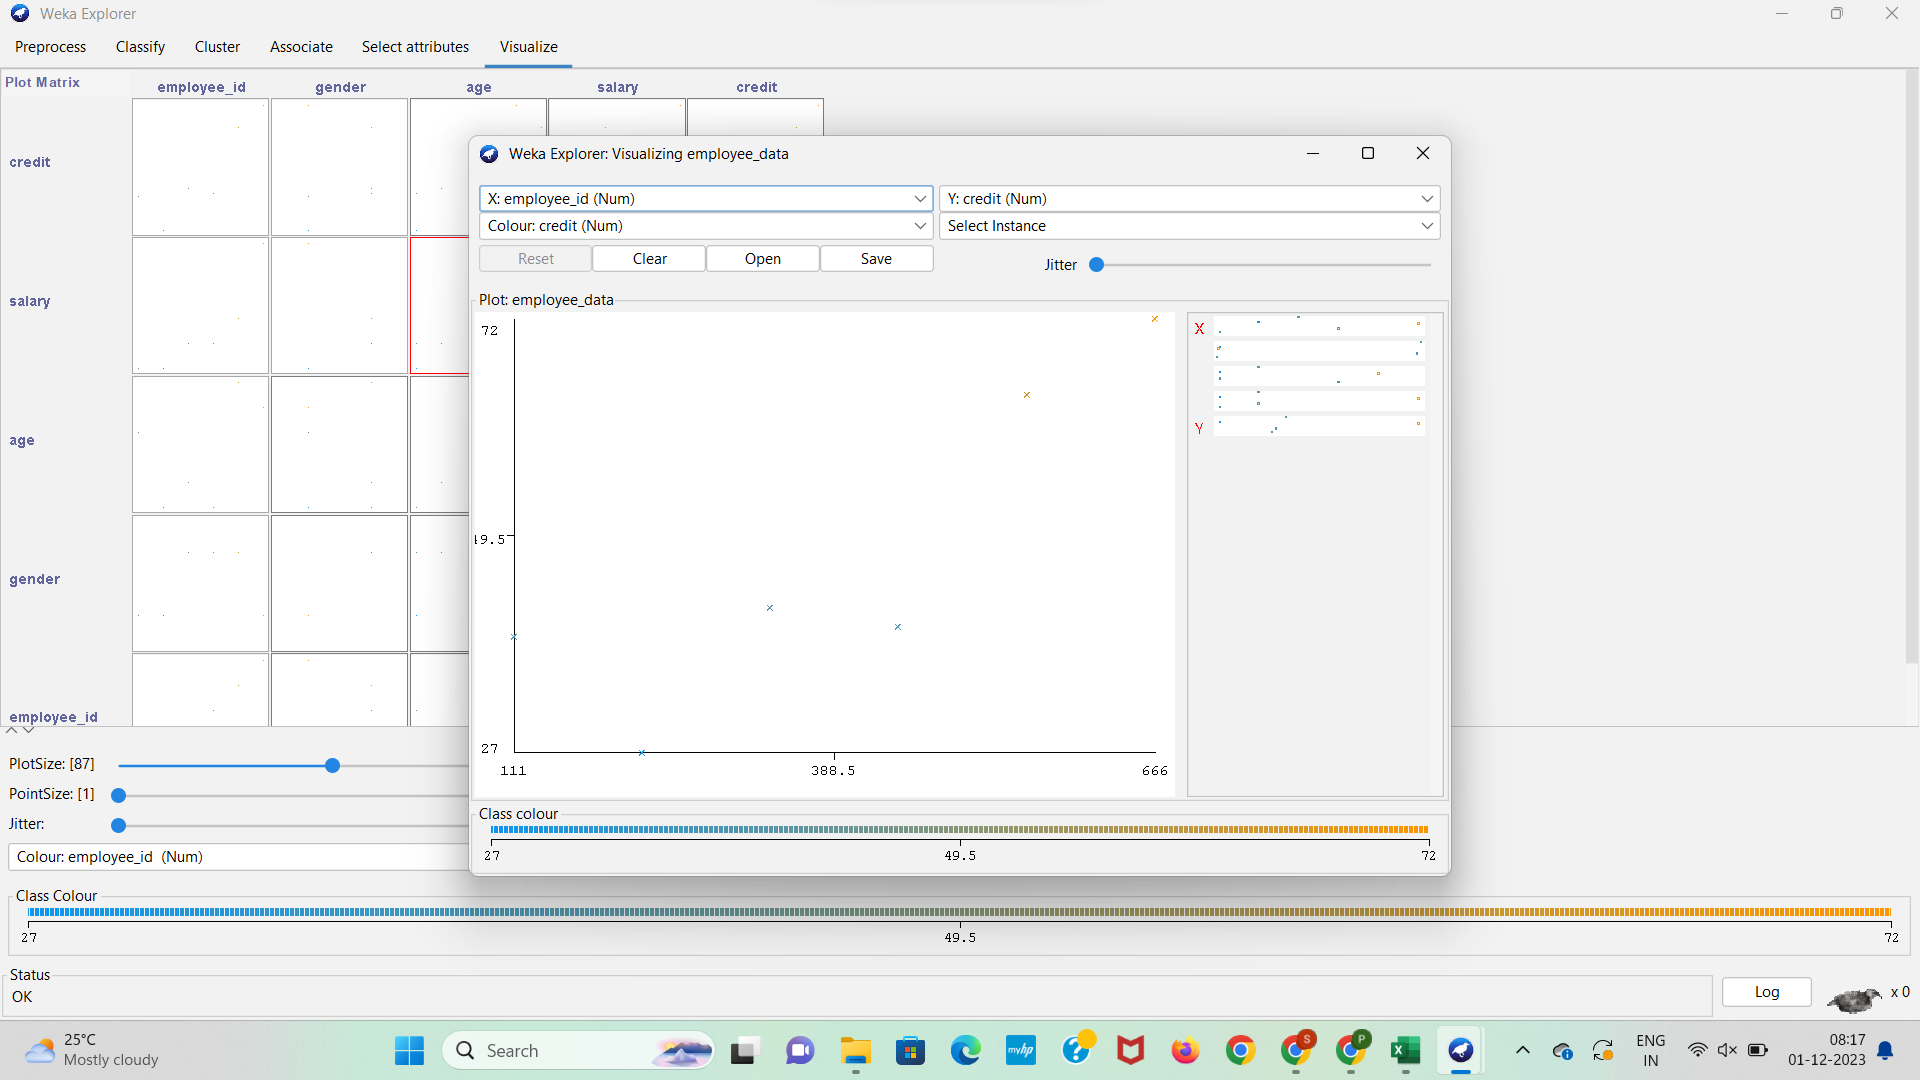 Weka Explorer
Preprocess Classify Cluster Associate Select attributes Visualize
Plot Matrix employee_id gender age salary credit
credit
salary
age
gender
employee_id
Weka Explorer: Visualizing employee_data
X: employee_id (Num) Y: credit (Num)
Colour: credit (Num) Select Instance
Reset Clear Open Save Jitter
Plot: employee_data
72
49.5
27
111 388.5 666
X
Y
Class colour
27 49.5 72
PlotSize: [87]
PointSize: [1]
Jitter:
Colour: employee_id (Num)
Class Colour
27 49.5 72
Status
OK
Log x 0
25°C
Mostly cloudy
Search
myhp
S
P
ENG
IN
08:17
01-12-2023